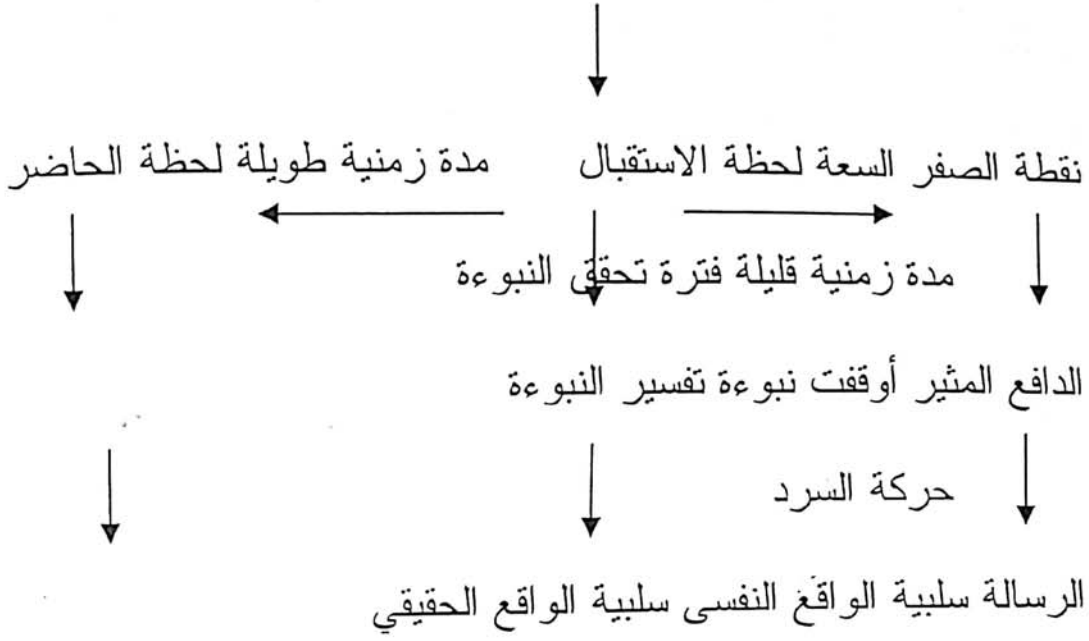 نقطة الصفر السعة لحظة الاستقبال مدة زمنية طويلة لحظة الحاضر
مدة زمنية قليلة فترة تحقق النبوءة
الدافع المثير أوقفت نبوءة تفسير النبوءة
حركة السرد
الرسالة سلبية الواقع النفسى سلبية الواقع الحقيقي